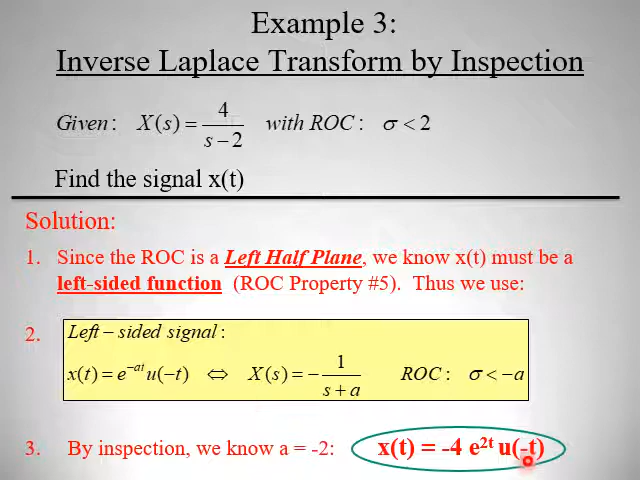 Example 3:
Inverse Laplace Transform by Inspection
Given: X(s) = 4/(s − 2) with ROC: σ < 2
Find the signal x(t)
Solution:
1. Since the ROC is a Left Half Plane, we know x(t) must be a
left-sided function (ROC Property #5). Thus we use:
2. Left − sided signal:
x(t) = e^{−at} u(−t) ⇔ X(s) = − 1/(s + a) ROC: σ < −a
3. By inspection, we know a = -2: x(t) = -4 e^{2t} u(-t)